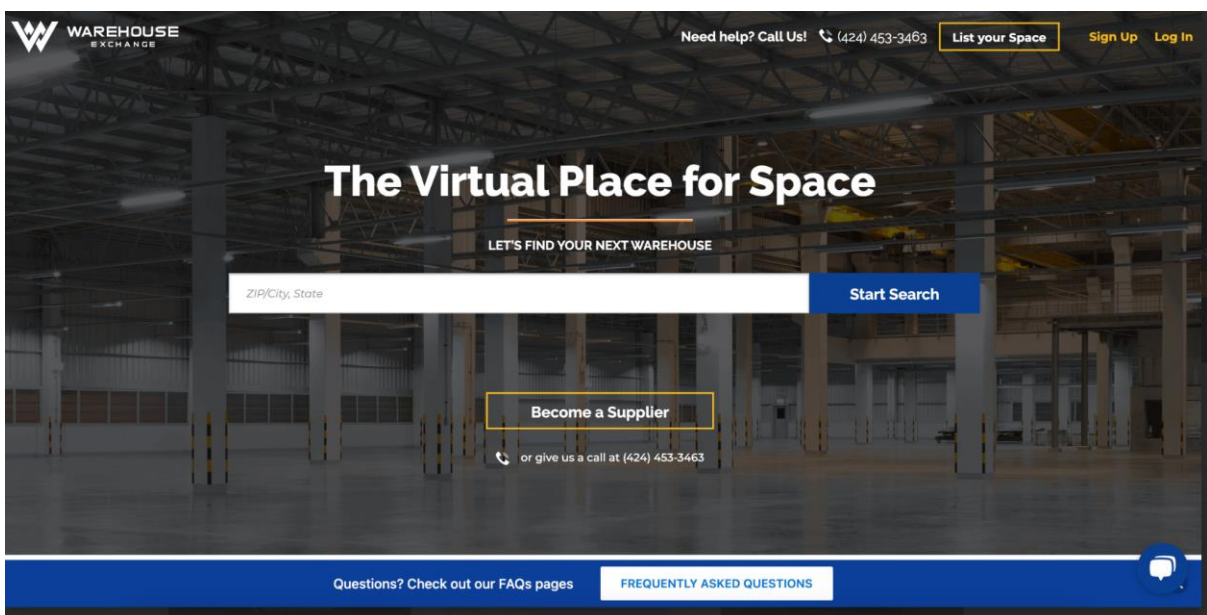 WAREHOUSE
EXCHANGE
Need help? Call Us! (424) 453-3463 List your Space Sign Up Log In
The Virtual Place for Space
LET'S FIND YOUR NEXT WAREHOUSE
ZIP/City, State Start Search
Become a Supplier
or give us a call at (424) 453-3463
Questions? Check out our FAQs pages FREQUENTLY ASKED QUESTIONS